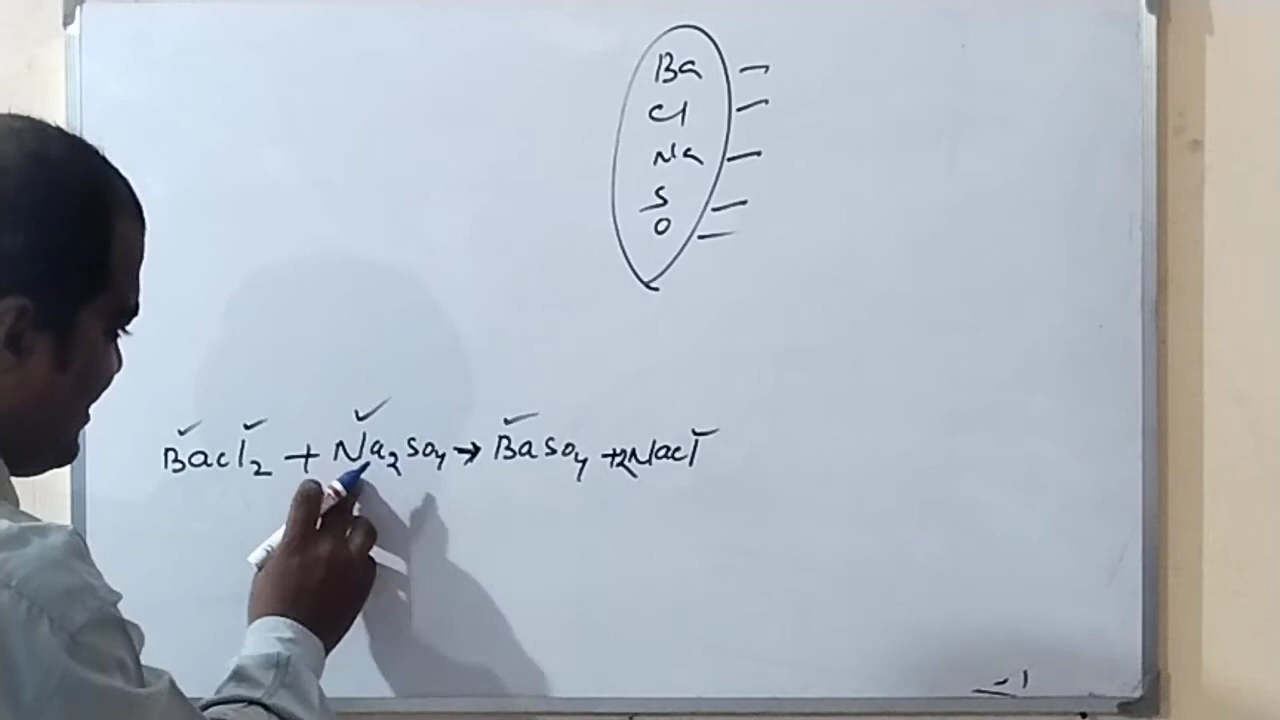 Ba –
Cl –
Na –
S –
O –
BaCl2 + Na2SO4 → BaSO4 + 2NaCl